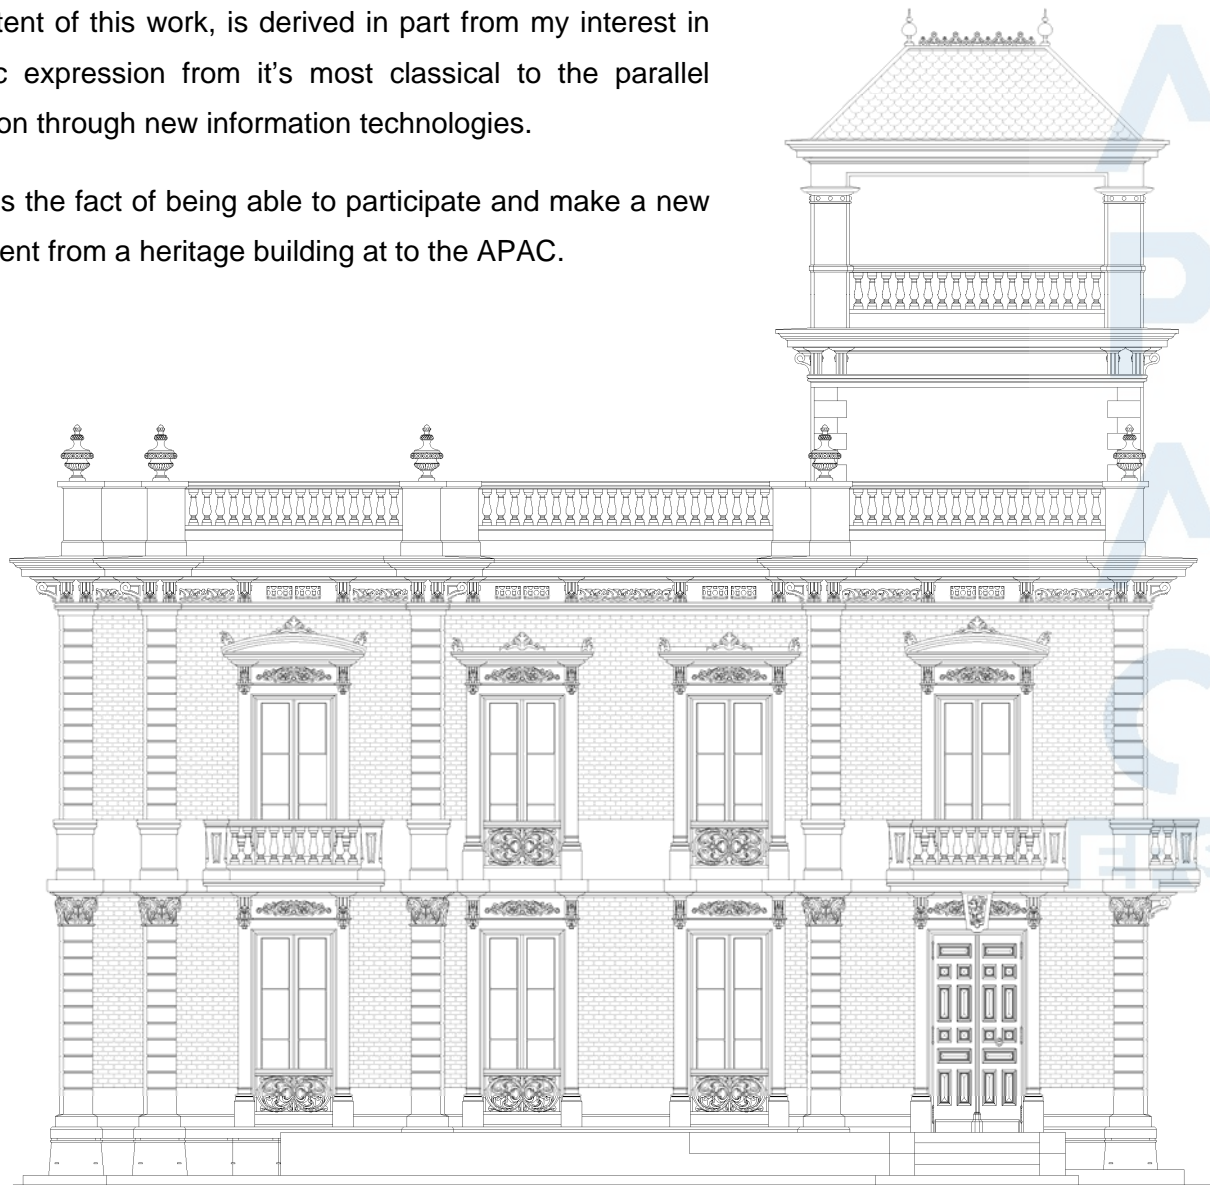 tent of this work, is derived in part from my interest in
c expression from it's most classical to the parallel
on through new information technologies.
s the fact of being able to participate and make a new
ent from a heritage building at to the APAC.
A
P
A
C